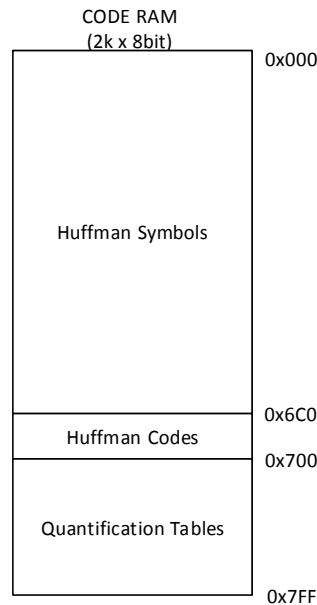 CODE RAM
(2k x 8bit)
0x000
Huffman Symbols
0x6C0
Huffman Codes
0x700
Quantification Tables
0x7FF